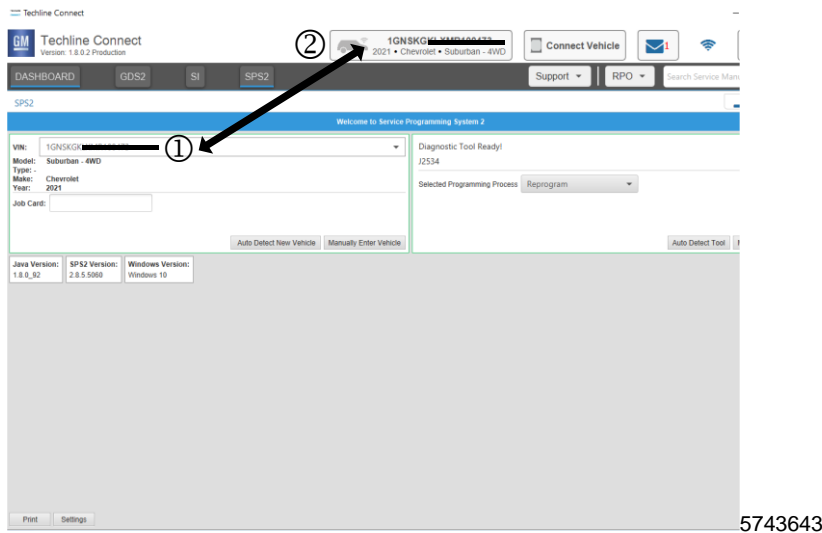 Techline Connect
GM Techline Connect
Version: 1.8.0.2 Production
②
2021 • Chevrolet • Suburban - 4WD
Connect Vehicle
1
DASHBOARD GDS2 SI SPS2 Support RPO Search Service Manu
SPS2
Welcome to Service Programming System 2
VIN: 1GNSKGK
①
Model: Suburban - 4WD
Type: -
Make: Chevrolet
Year: 2021
Job Card:
Auto Detect New Vehicle Manually Enter Vehicle
Diagnostic Tool Ready!
J2534
Selected Programming Process Reprogram
Auto Detect Tool
Java Version: SPS2 Version: Windows Version:
1.8.0_92 2.8.5.5060 Windows 10
Print Settings
5743643